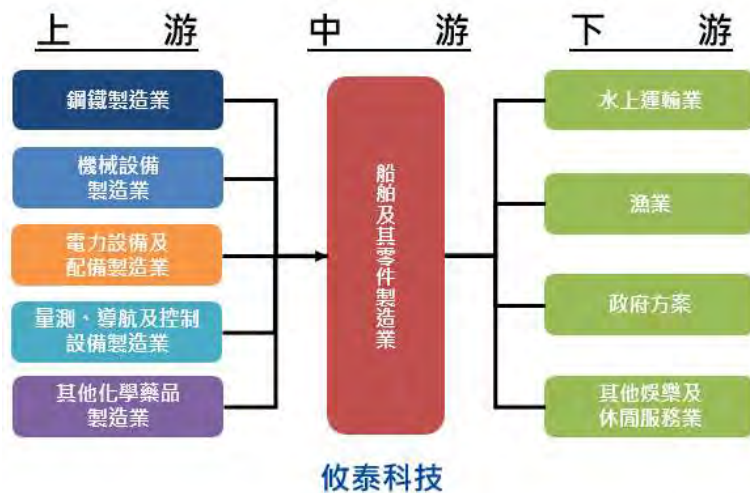 上游
中游
下游
鋼鐵製造業
機械設備
製造業
電力設備及
配備製造業
量測、導航及控制
設備製造業
其他化學藥品
製造業
船舶及其零件製造業
水上運輸業
漁業
政府方案
其他娛樂及
休閒服務業
攸泰科技